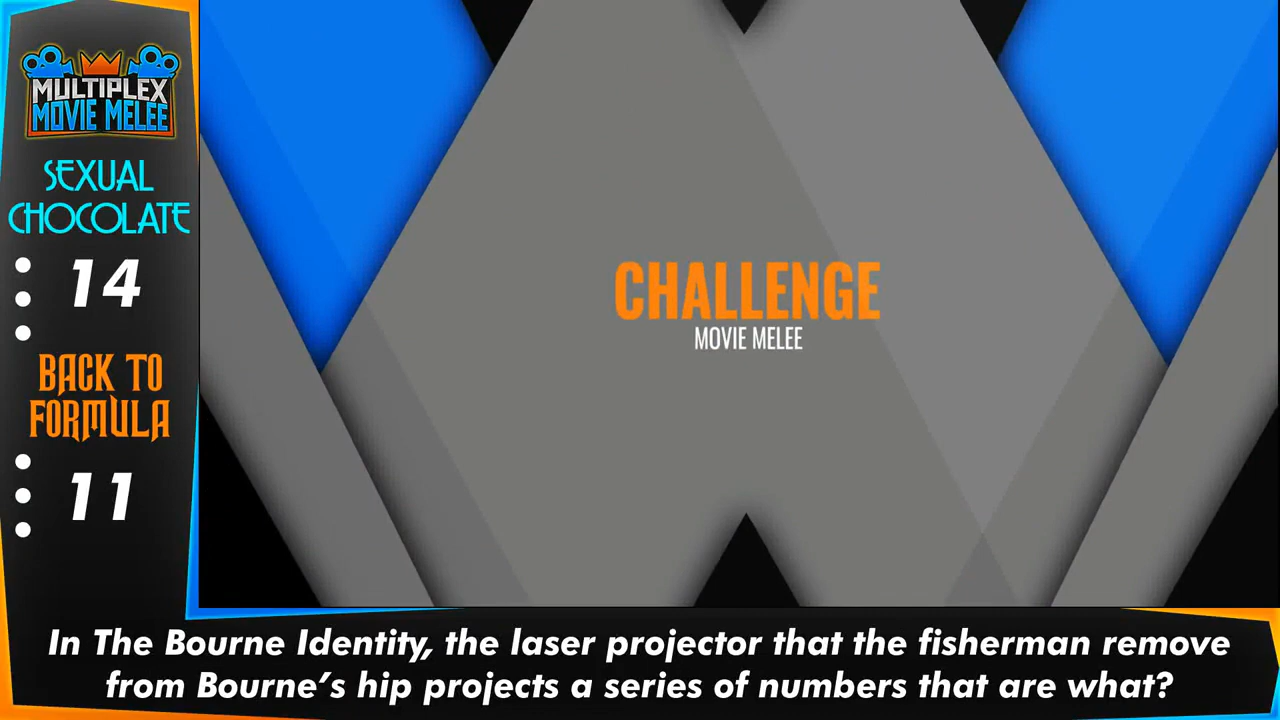 MULTIPLEX
MOVIE MELEE
SEXUAL
CHOCOLATE
14
BACK TO
FORMULA
11
CHALLENGE
MOVIE MELEE
In The Bourne Identity, the laser projector that the fisherman remove
from Bourne's hip projects a series of numbers that are what?